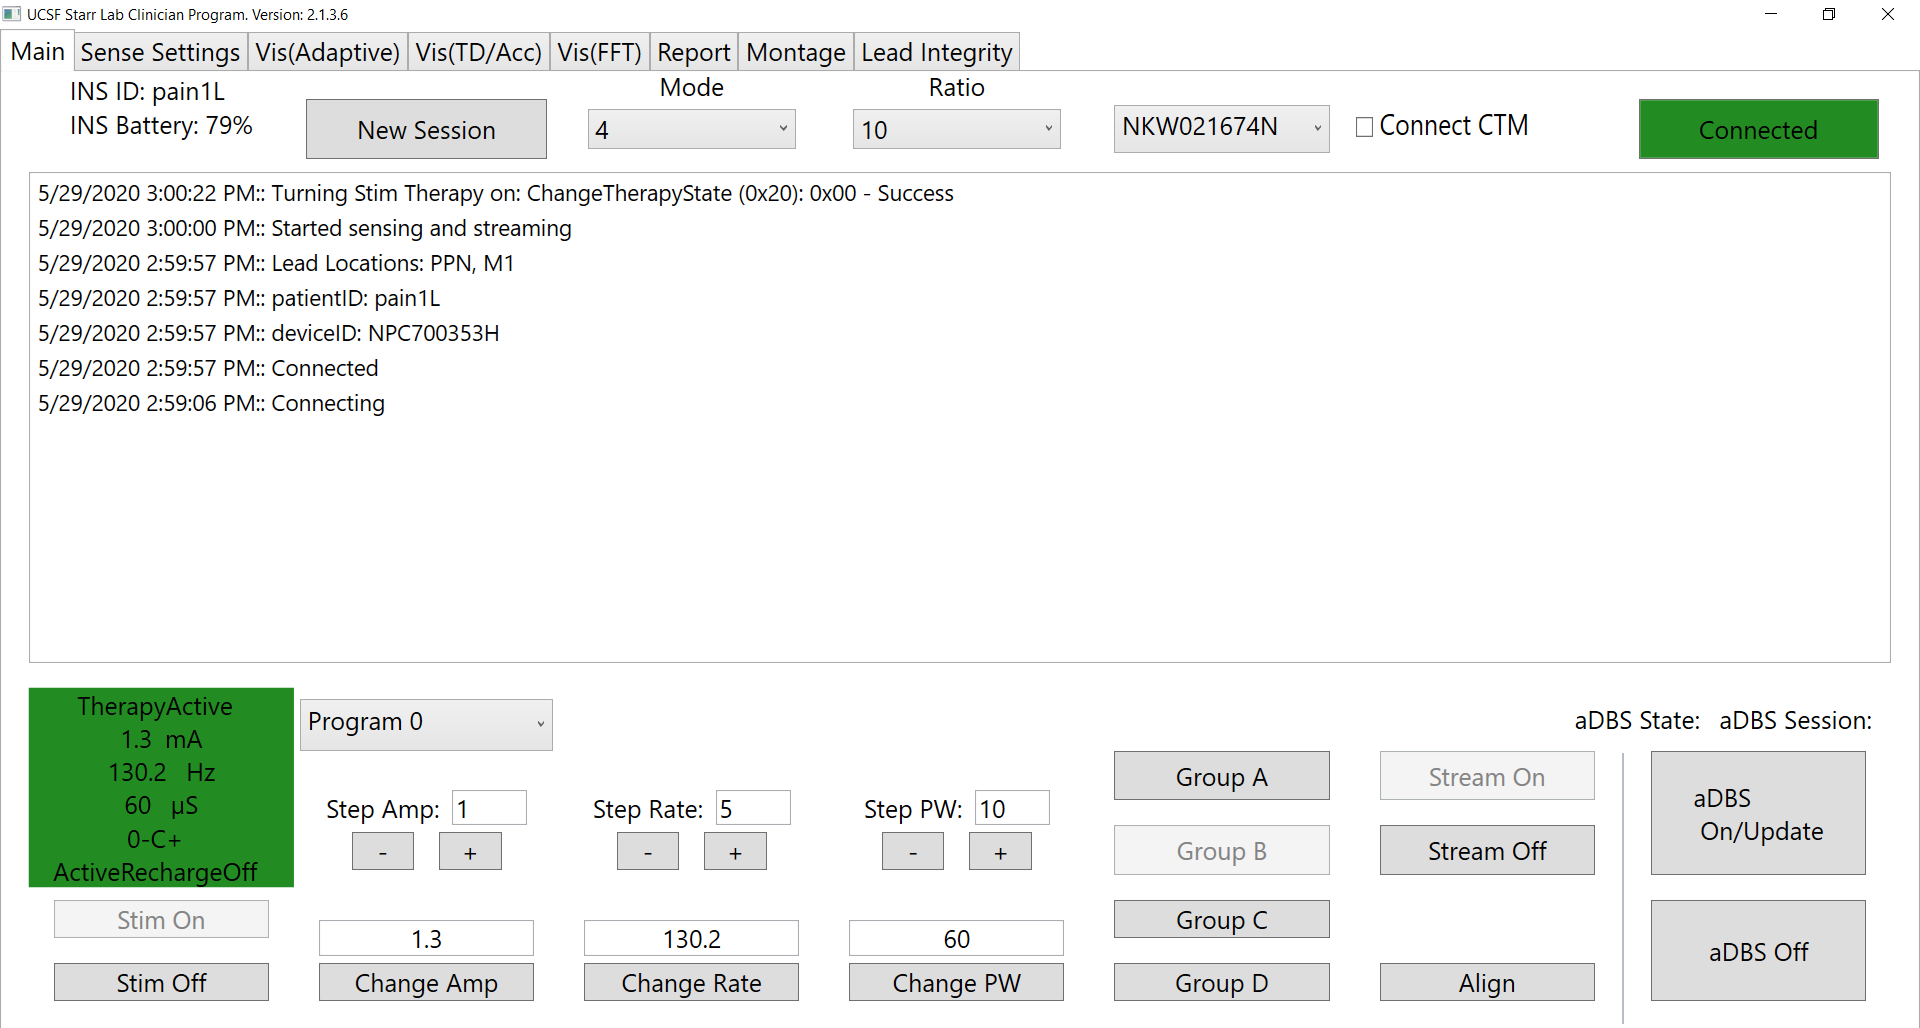 UCSF Starr Lab Clinician Program. Version: 2.1.3.6
Main Sense Settings Vis(Adaptive) Vis(TD/Acc) Vis(FFT) Report Montage Lead Integrity
INS ID: pain1L
INS Battery: 79%
New Session
Mode
4
Ratio
10
NKW021674N
Connect CTM
Connected
5/29/2020 3:00:22 PM:: Turning Stim Therapy on: ChangeTherapyState (0x20): 0x00 - Success
5/29/2020 3:00:00 PM:: Started sensing and streaming
5/29/2020 2:59:57 PM:: Lead Locations: PPN, M1
5/29/2020 2:59:57 PM:: patientID: pain1L
5/29/2020 2:59:57 PM:: deviceID: NPC700353H
5/29/2020 2:59:57 PM:: Connected
5/29/2020 2:59:06 PM:: Connecting
TherapyActive
1.3 mA
130.2 Hz
60 µS
0-C+
ActiveRechargeOff
Stim On
Stim Off
Program 0
Step Amp: 1
- +
1.3
Change Amp
Step Rate: 5
- +
130.2
Change Rate
Step PW: 10
- +
60
Change PW
Group A
Group B
Group C
Group D
Stream On
Stream Off
Align
aDBS State: aDBS Session:
aDBS
On/Update
aDBS Off